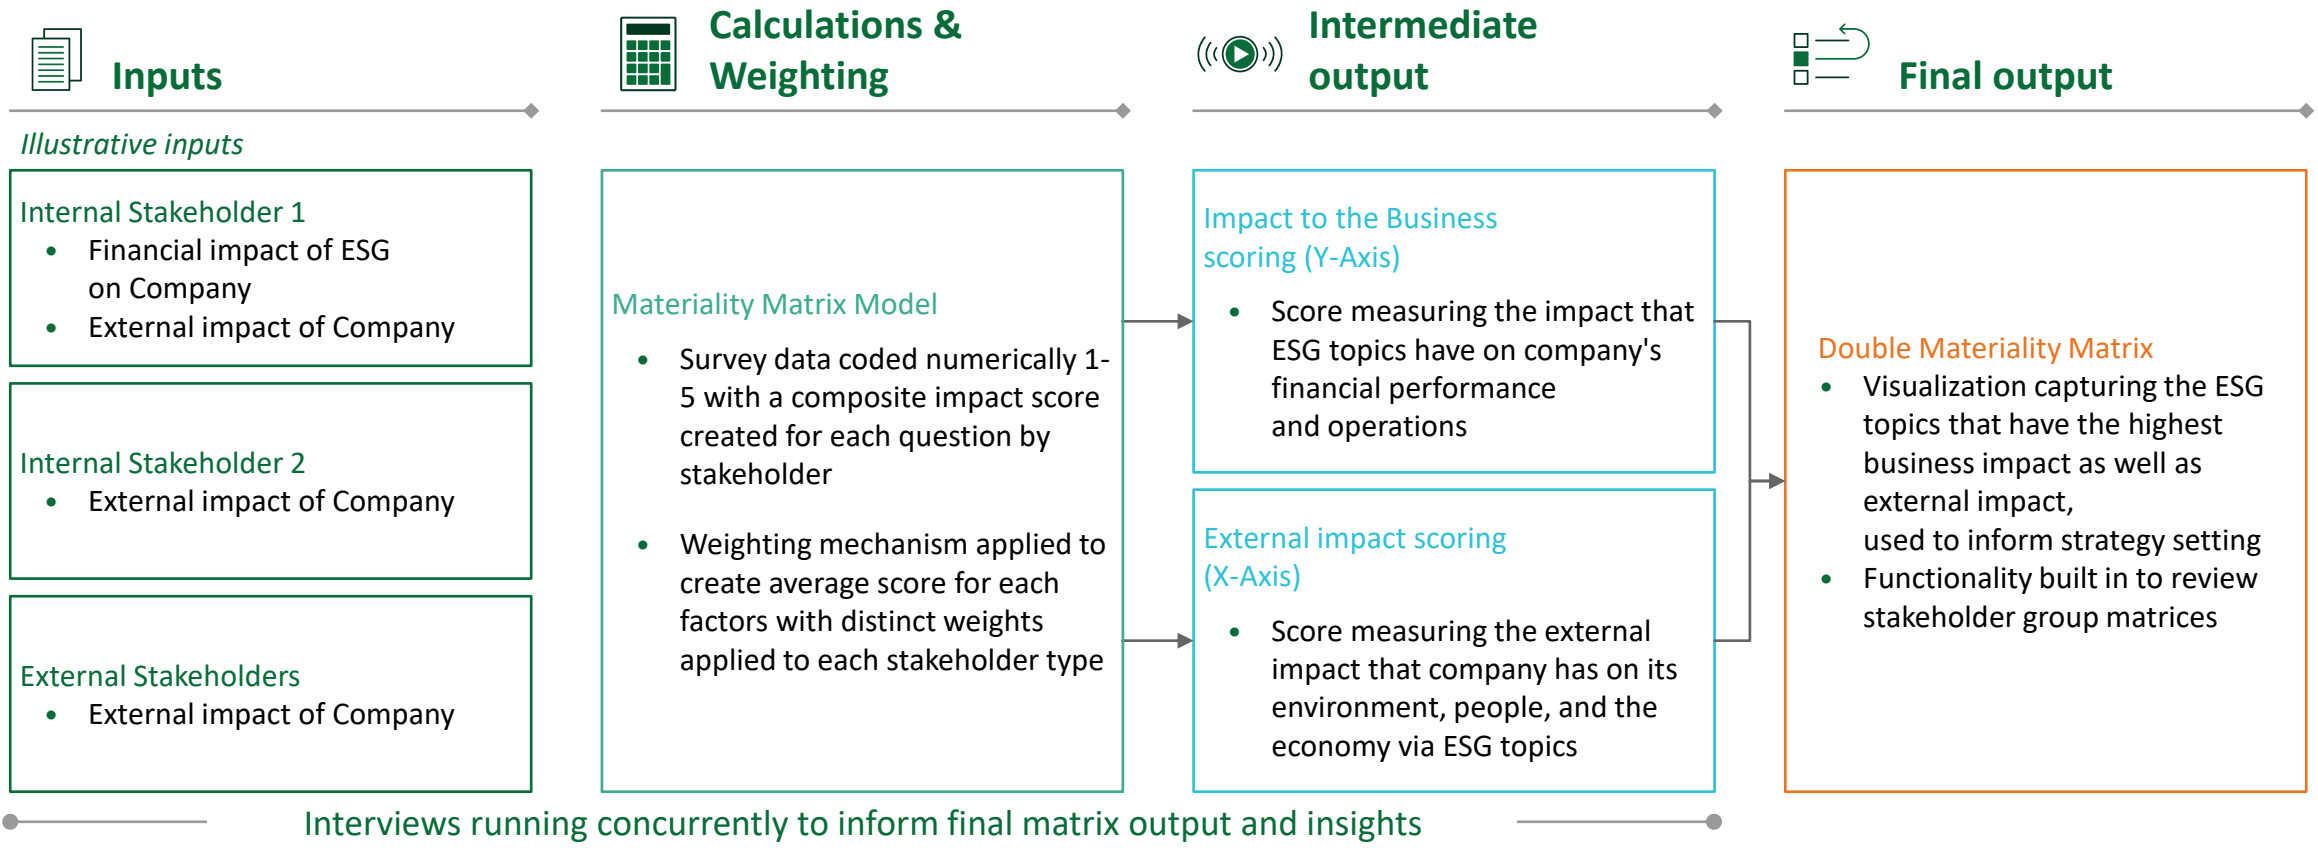 Inputs
Illustrative inputs
Internal Stakeholder 1
• Financial impact of ESG
on Company
• External impact of Company
Internal Stakeholder 2
• External impact of Company
External Stakeholders
• External impact of Company
Calculations &
Weighting
Materiality Matrix Model
• Survey data coded numerically 1-
5 with a composite impact score
created for each question by
stakeholder
• Weighting mechanism applied to
create average score for each
factors with distinct weights
applied to each stakeholder type
Intermediate
output
Impact to the Business
scoring (Y-Axis)
• Score measuring the impact that
ESG topics have on company's
financial performance
and operations
External impact scoring
(X-Axis)
• Score measuring the external
impact that company has on its
environment, people, and the
economy via ESG topics
Final output
Double Materiality Matrix
• Visualization capturing the ESG
topics that have the highest
business impact as well as
external impact,
used to inform strategy setting
• Functionality built in to review
stakeholder group matrices
Interviews running concurrently to inform final matrix output and insights